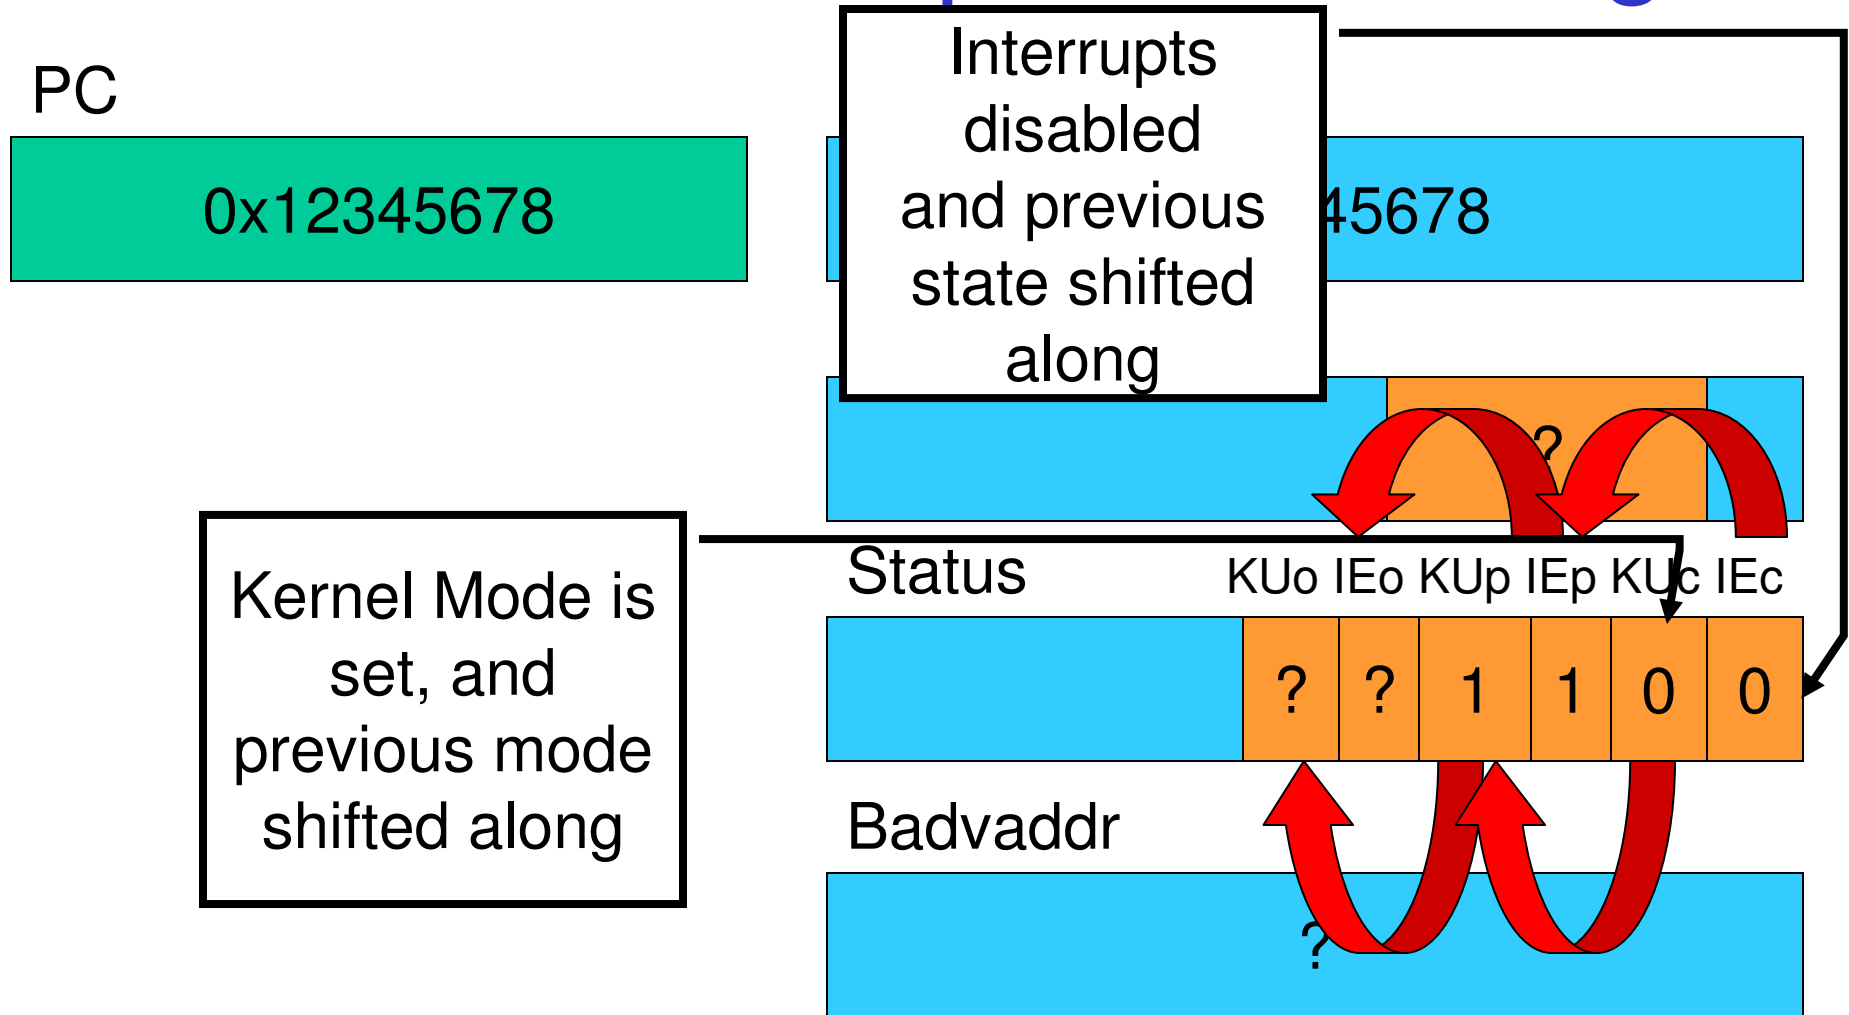 PC
0x12345678
Interrupts
disabled
and previous
state shifted
along
45678
?
Kernel Mode is
set, and
previous mode
shifted along
Status
KUo IEo KUp IEp KUc IEc
? ? 1 1 0 0
Badvaddr
?